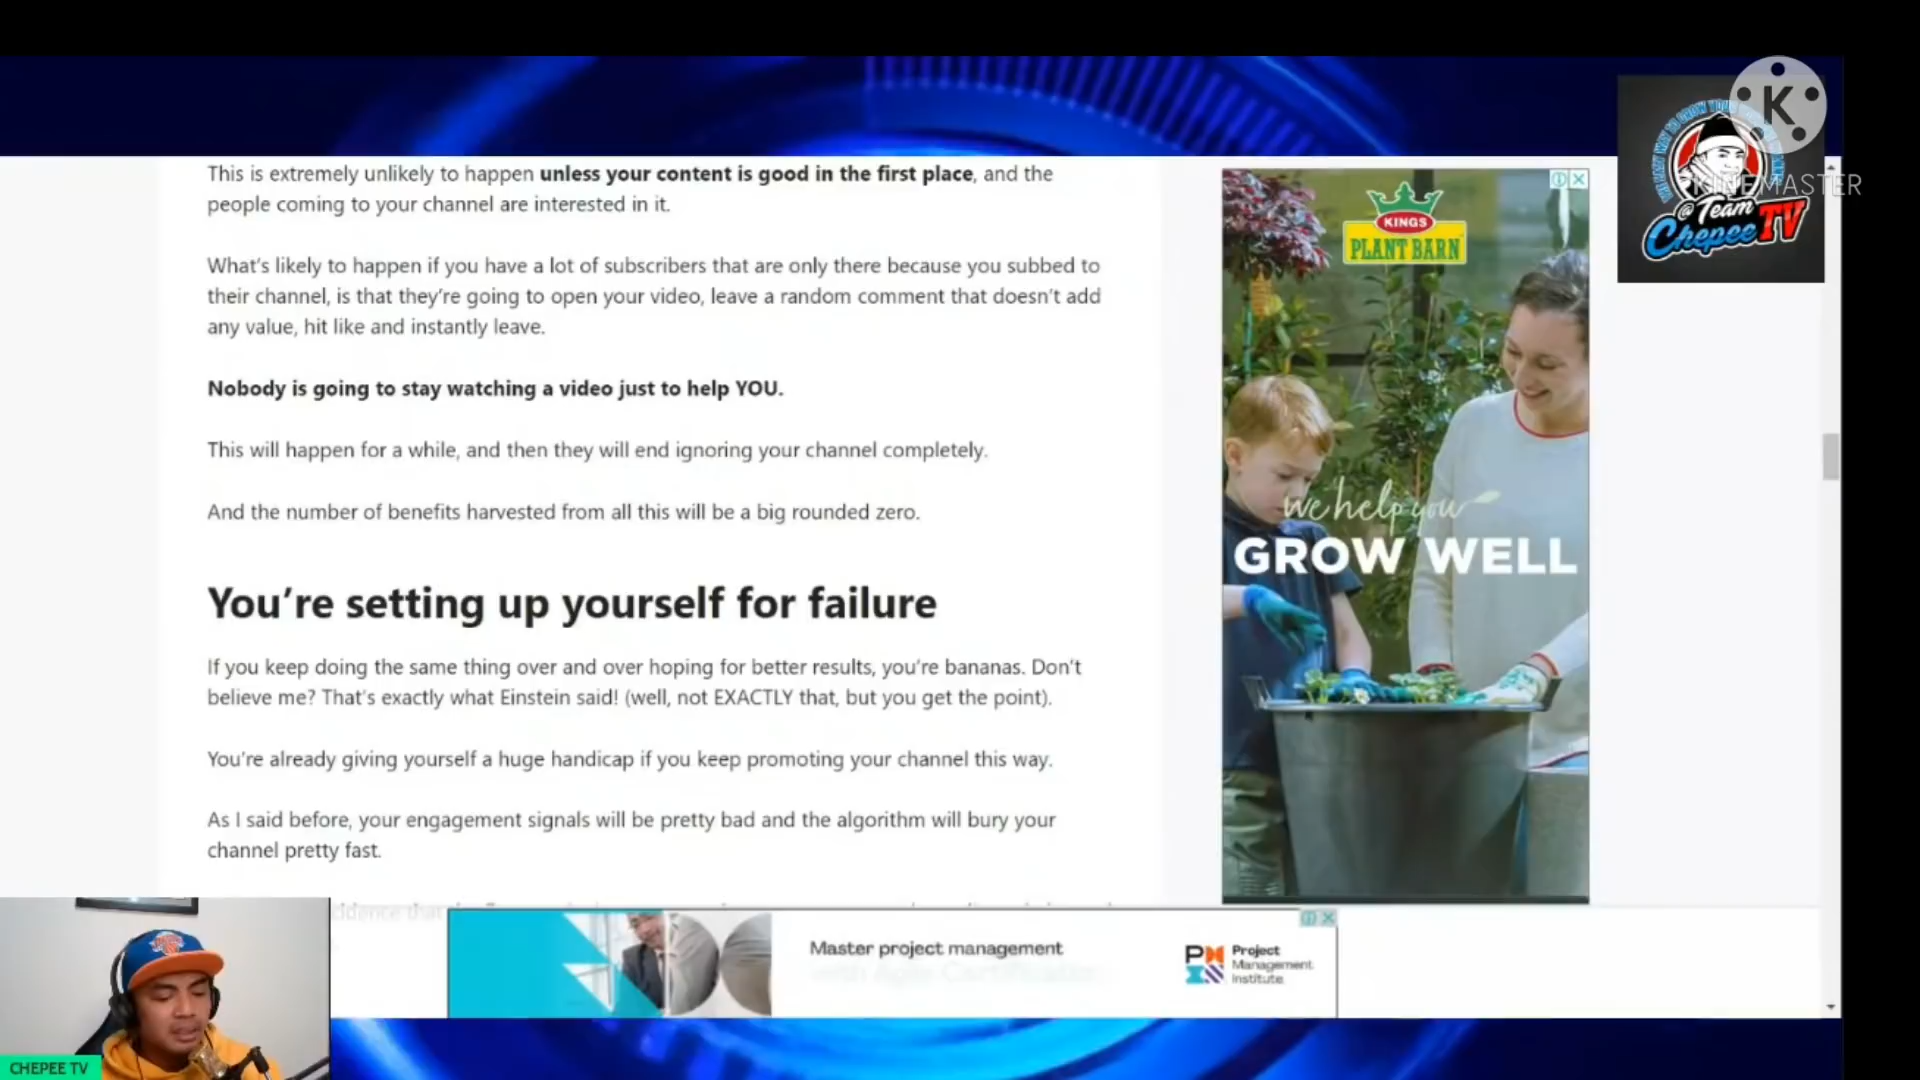 This is extremely unlikely to happen unless your content is good in the first place, and the
people coming to your channel are interested in it.
What's likely to happen if you have a lot of subscribers that are only there because you subbed to
their channel, is that they're going to open your video, leave a random comment that doesn't add
any value, hit like and instantly leave.
Nobody is going to stay watching a video just to help YOU.
This will happen for a while, and then they will end ignoring your channel completely.
And the number of benefits harvested from all this will be a big rounded zero.
You're setting up yourself for failure
If you keep doing the same thing over and over hoping for better results, you're bananas. Don't
believe me? That's exactly what Einstein said! (well, not EXACTLY that, but you get the point).
You're already giving yourself a huge handicap if you keep promoting your channel this way.
As I said before, your engagement signals will be pretty bad and the algorithm will bury your
channel pretty fast.
KINGS
PLANT BARN
we help you
GROW WELL
K
KINEMASTER
@ Team
Chepee TV
Master project management
Project
Management
Institute.
CHEPEE TV